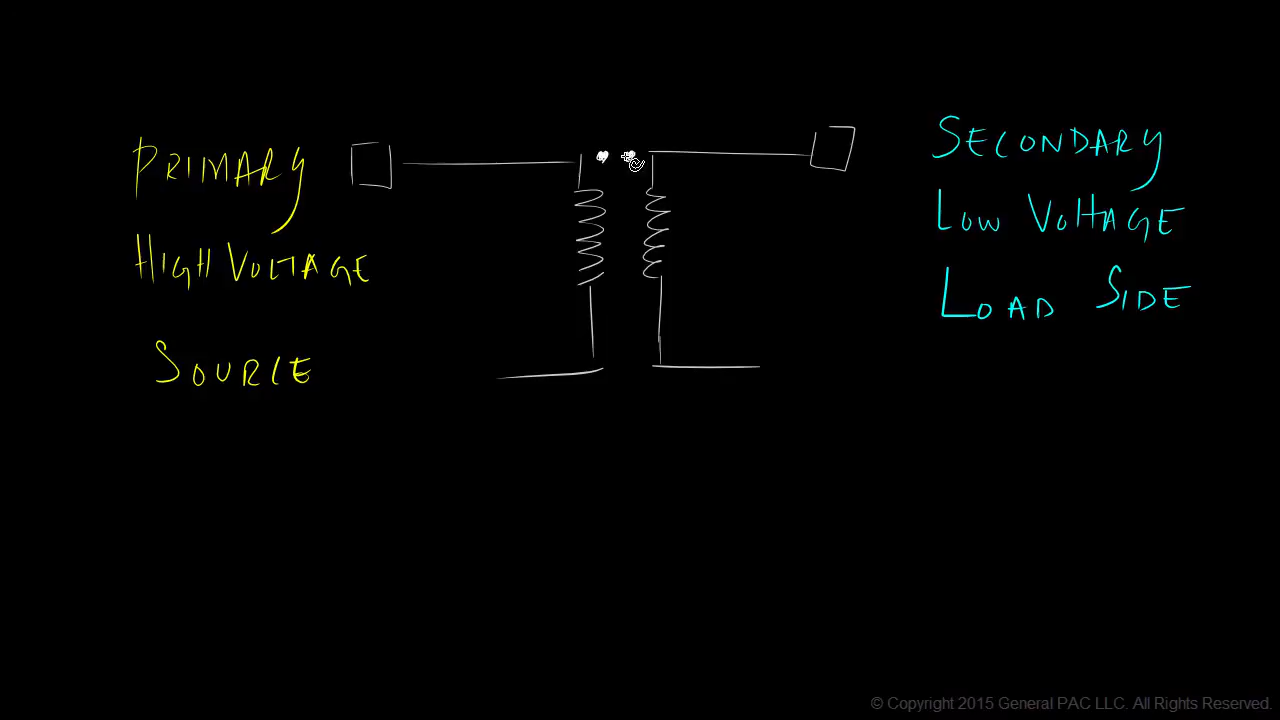 PRIMARY
HIGH VOLTAGE
SOURCE
SECONDARY
LOW VOLTAGE
LOAD SIDE
© Copyright 2015 General PAC LLC. All Rights Reserved.